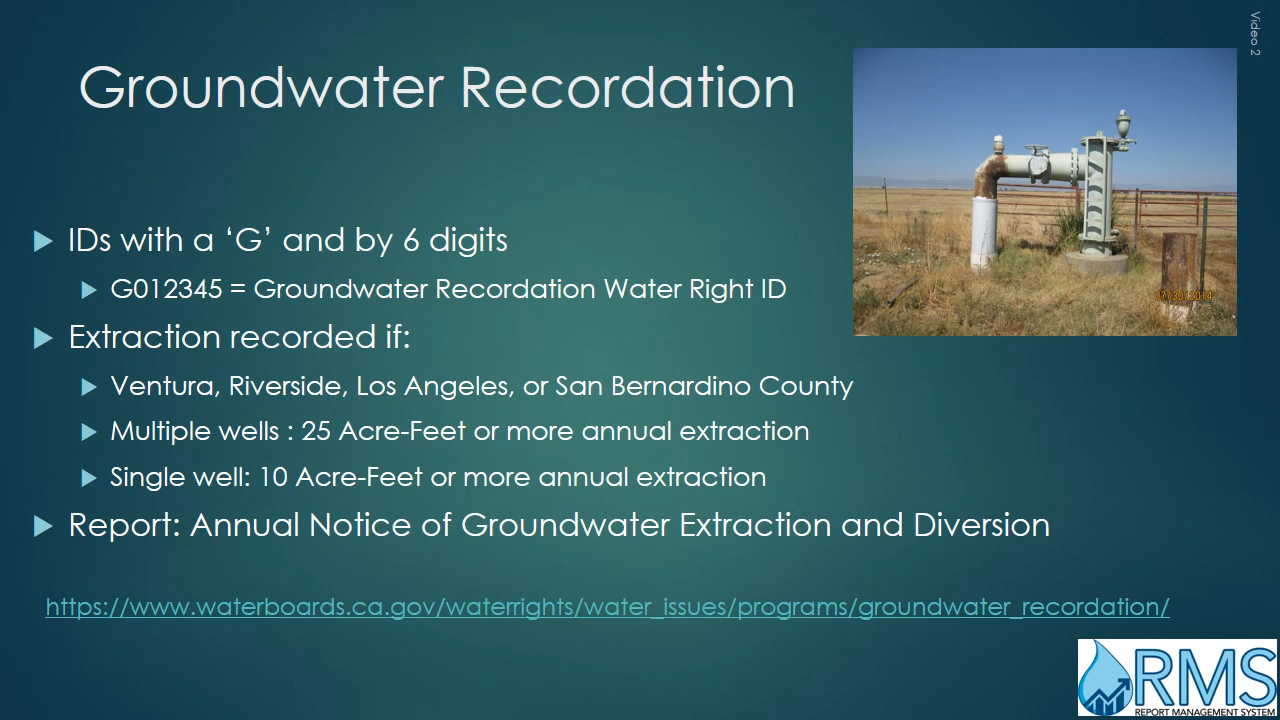 Video 2
Groundwater Recordation
IDs with a ‘G’ and by 6 digits
G012345 = Groundwater Recordation Water Right ID
Extraction recorded if:
Ventura, Riverside, Los Angeles, or San Bernardino County
Multiple wells : 25 Acre-Feet or more annual extraction
Single well: 10 Acre-Feet or more annual extraction
Report: Annual Notice of Groundwater Extraction and Diversion
https://www.waterboards.ca.gov/waterrights/water_issues/programs/groundwater_recordation/
07/30/2014
RMS
REPORT MANAGEMENT SYSTEM